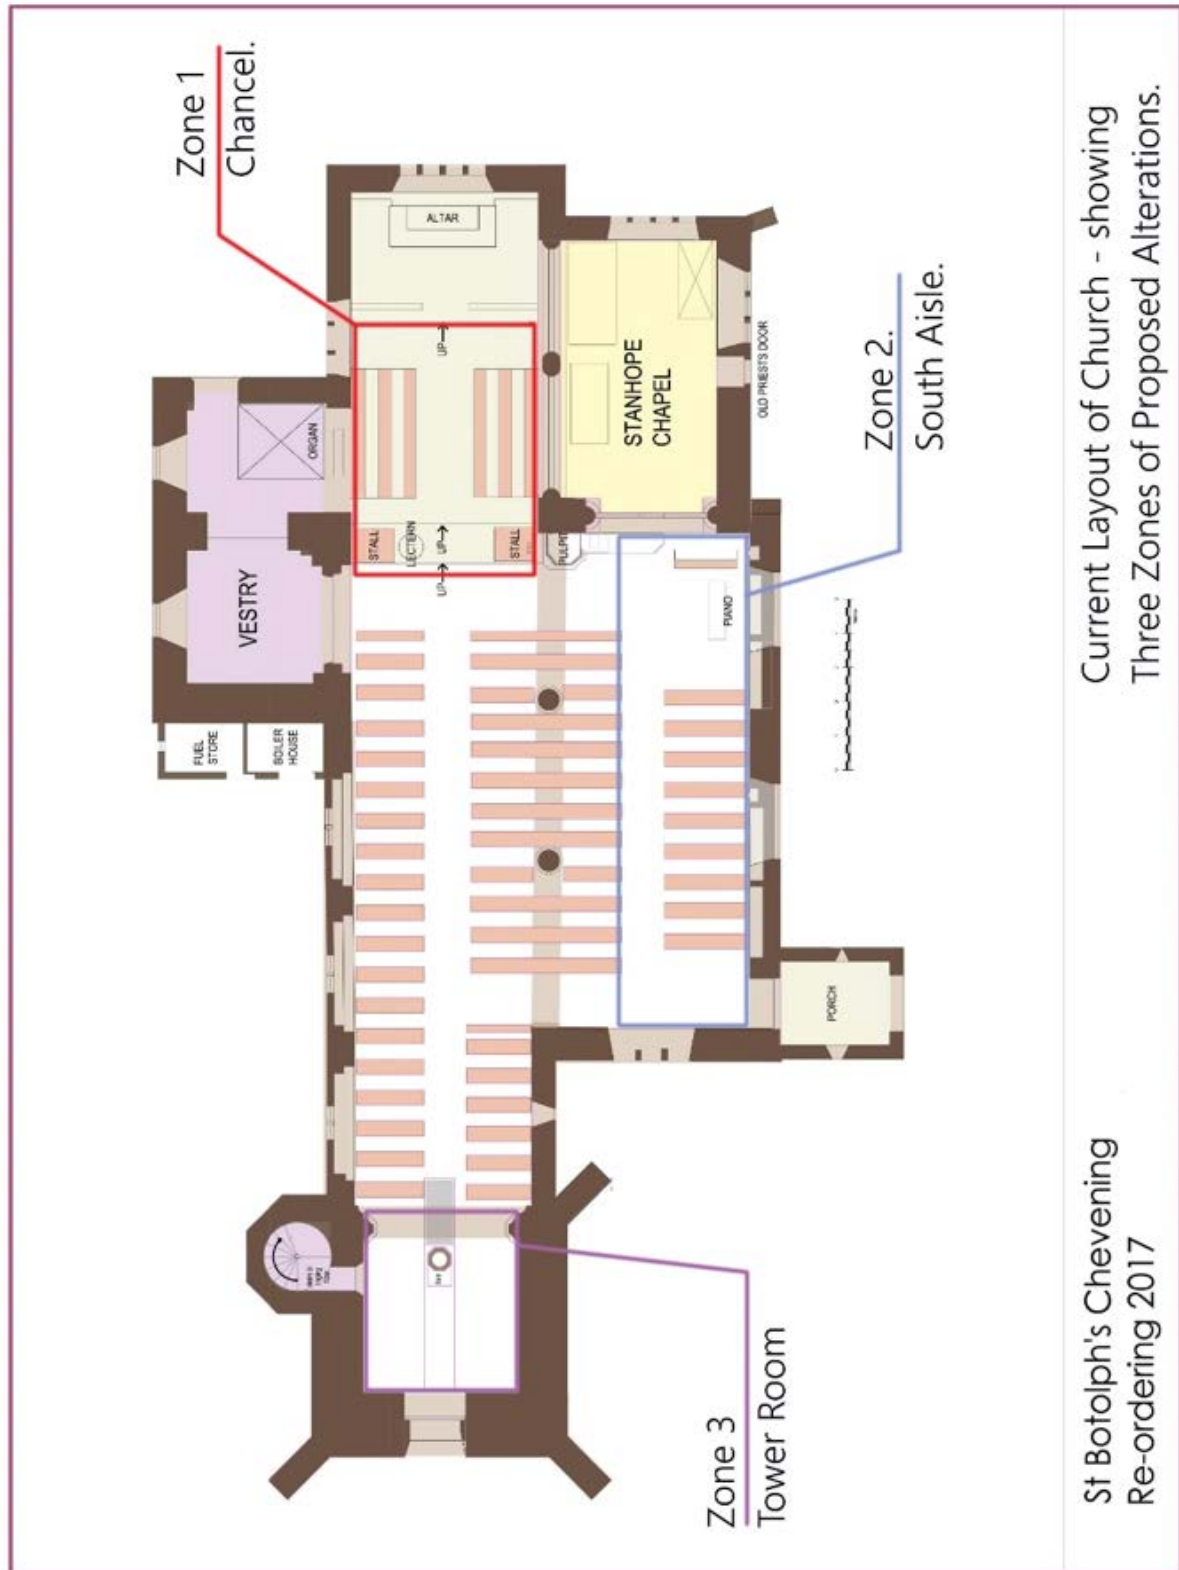 Zone 1
Chancel.
ALTAR
UP
ORGAN
VESTRY
STALL
LECTERN
UP
STALL
UP
PULPIT
STANHOPE
CHAPEL
OLD PRIESTS DOOR
Zone 2.
South Aisle.
PIANO
FUEL
STORE
BOILER
HOUSE
PORCH
Zone 3
Tower Room
St Botolph's Chevening
Re-ordering 2017
Current Layout of Church - showing
Three Zones of Proposed Alterations.